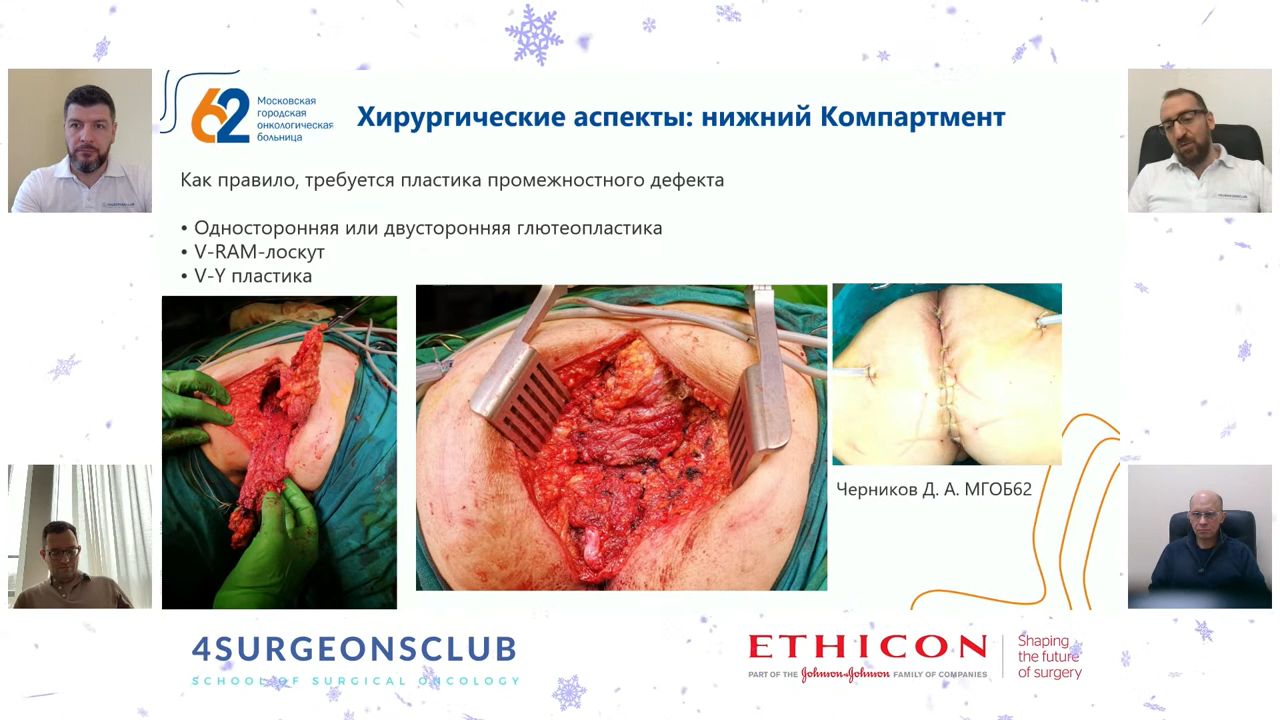 62
Московская
городская
онкологическая
больница
Хирургические аспекты: нижний Компартмент
Как правило, требуется пластика промежностного дефекта
• Односторонняя или двусторонняя глютеопластика
• V-RAM-лоскут
• V-Y пластика
Черников Д. А. МГОБ62
4SURGEONSCLUB
SCHOOL OF SURGICAL ONCOLOGY
ETHICON
PART OF THE Johnson & Johnson FAMILY OF COMPANIES
Shaping
the future
of surgery